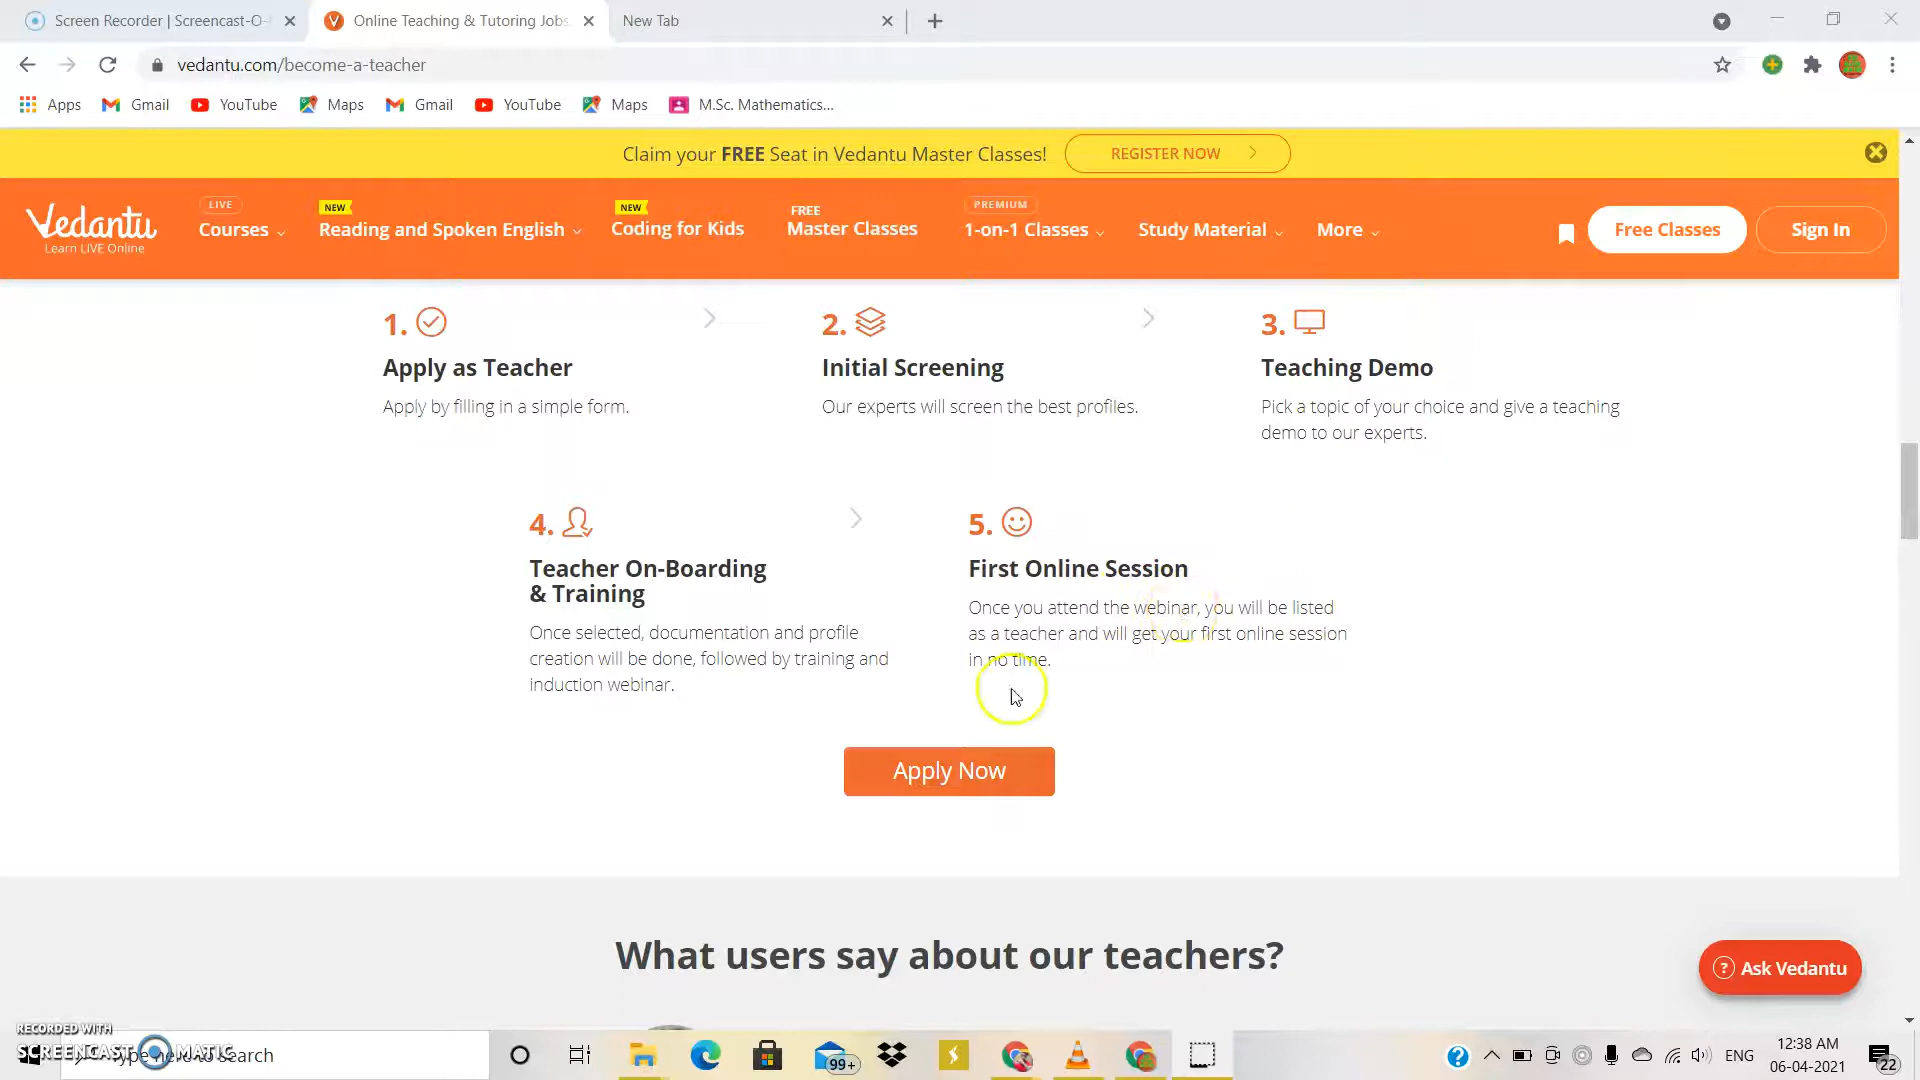 Screen Recorder | Screencast-O-
Online Teaching & Tutoring Jobs
New Tab
vedantu.com/become-a-teacher
Apps
Gmail
YouTube
Maps
Gmail
YouTube
Maps
M.Sc. Mathematics...
Claim your FREE Seat in Vedantu Master Classes!
REGISTER NOW
Vedantu
Learn LIVE Online
LIVE
Courses
NEW
Reading and Spoken English
NEW
Coding for Kids
FREE
Master Classes
PREMIUM
1-on-1 Classes
Study Material
More
Free Classes
Sign In
1.
Apply as Teacher
Apply by filling in a simple form.
2.
Initial Screening
Our experts will screen the best profiles.
3.
Teaching Demo
Pick a topic of your choice and give a teaching
demo to our experts.
4.
Teacher On-Boarding
& Training
Once selected, documentation and profile
creation will be done, followed by training and
induction webinar.
5.
First Online Session
Once you attend the webinar, you will be listed
as a teacher and will get your first online session
in no time.
Apply Now
What users say about our teachers?
? Ask Vedantu
RECORDED WITH
SCREENCAST MATIC
Type here to search
99+
ENG
12:38 AM
06-04-2021
22